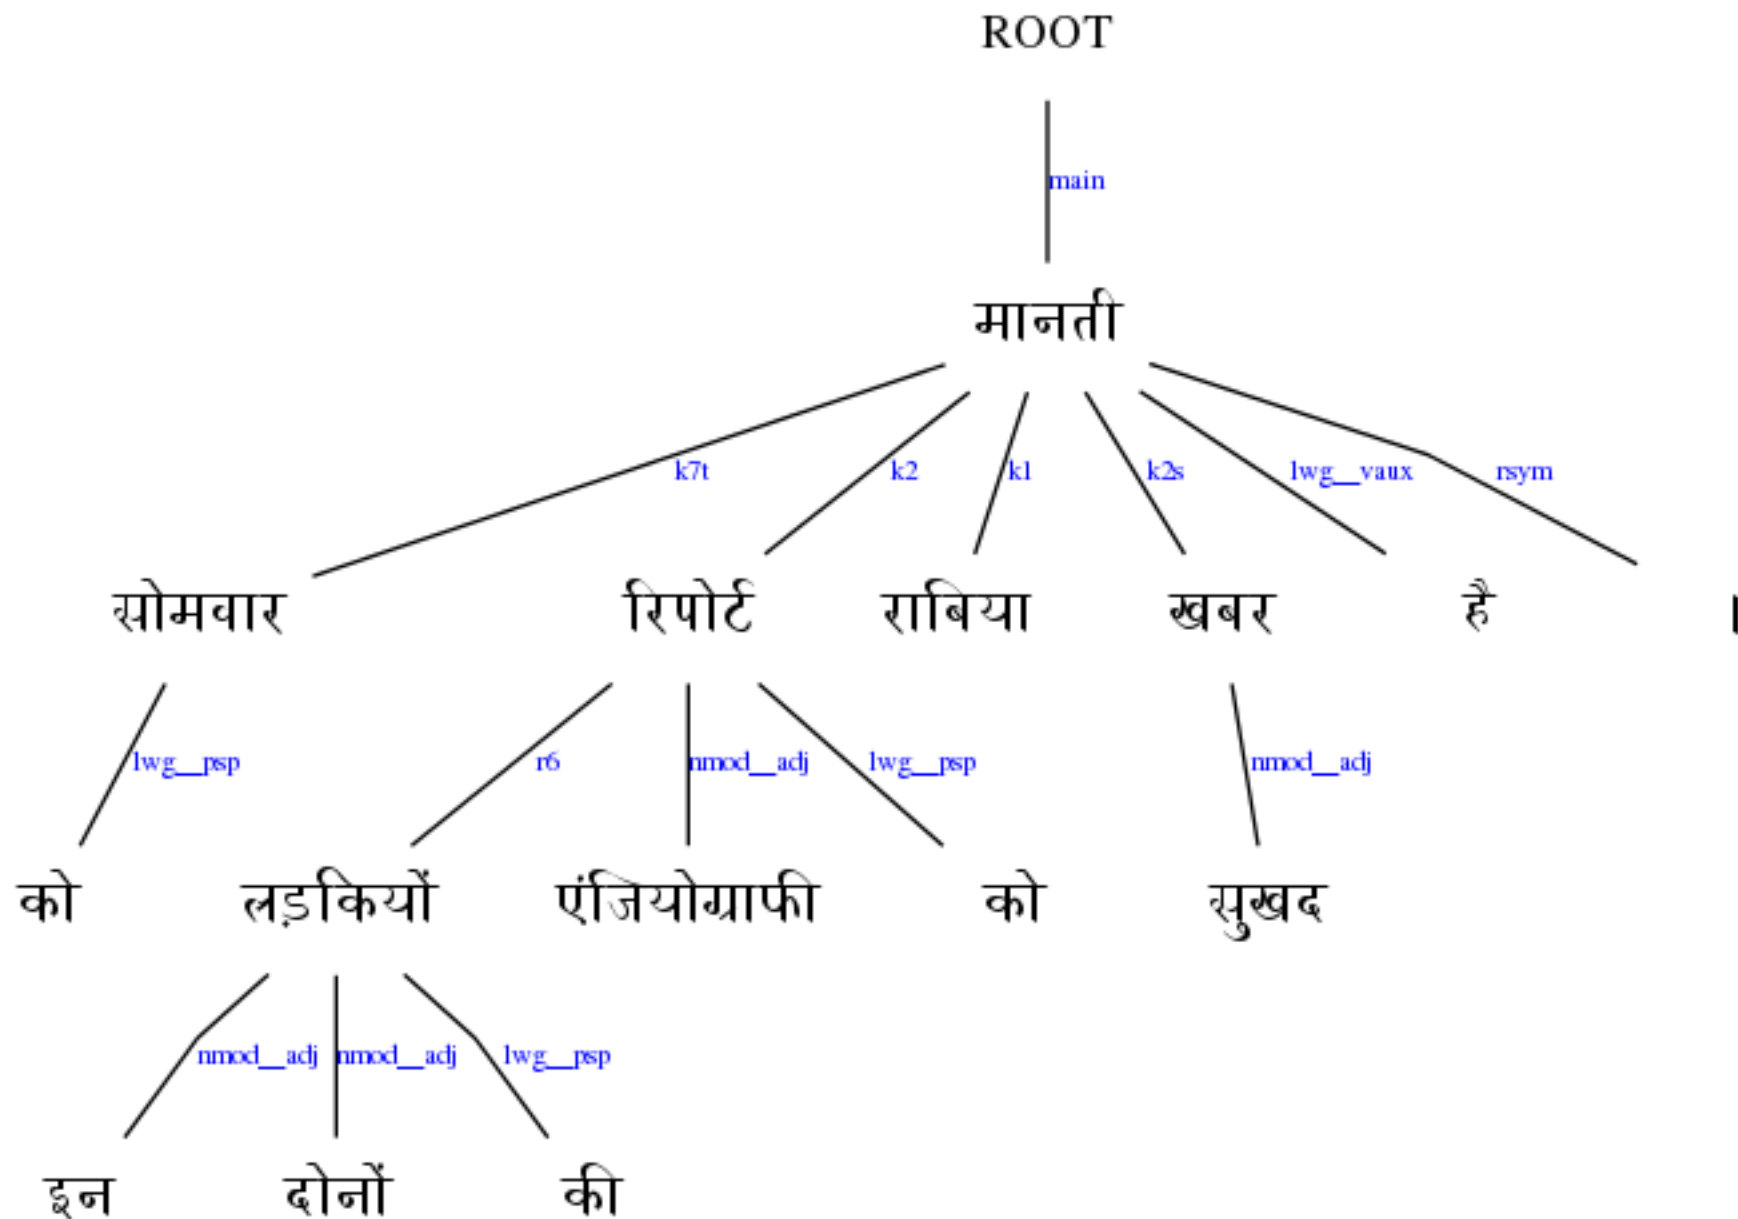 ROOT
main
मानती
k7t k2 k1 k2s lwg__vaux rsym
सोमवार रिपोर्ट राबिया खबर है ।
lwg__psp r6 nmod__adj lwg__psp nmod__adj
को लड़कियों एंजियोग्राफी को सुखद
nmod__adj nmod__adj lwg__psp
इन दोनों की